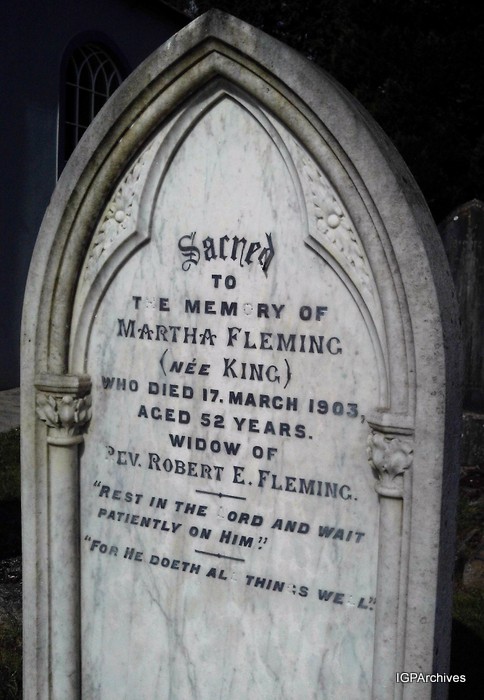 Sacred
TO
THE MEMORY OF
MARTHA FLEMING
(NÉE KING)
WHO DIED 17. MARCH 1903,
AGED 52 YEARS.
WIDOW OF
REV. ROBERT E. FLEMING.
"REST IN THE LORD AND WAIT
PATIENTLY ON HIM."
"FOR HE DOETH ALL THINGS WELL."
IGPArchives